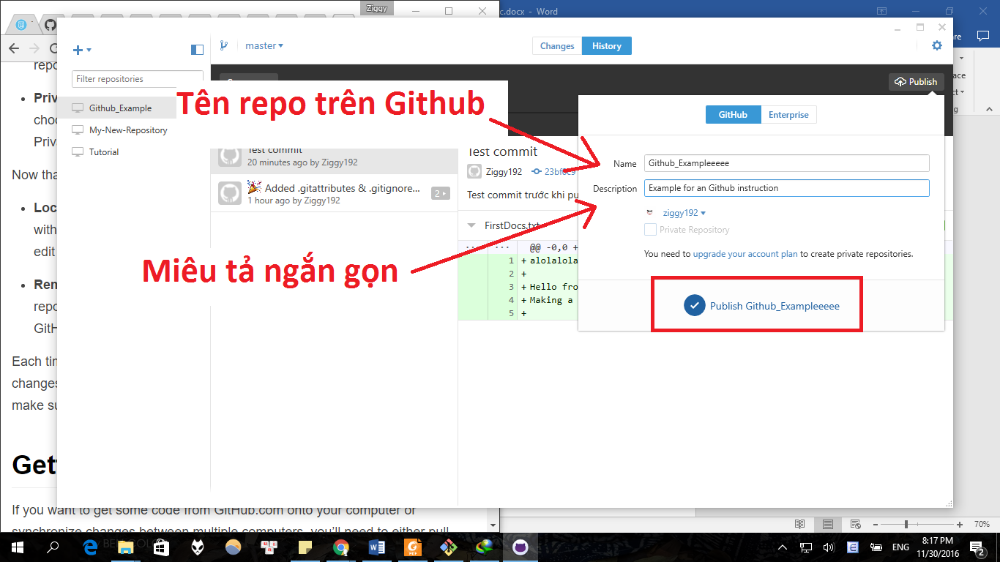 Ziggy
c.docx - Word
re
master
Changes
History
repo
Filter repositories
Publish
ace
Priv
Github_Example
Tên repo trên Github
GitHub
Enterprise
choo
Priva
My-New-Repository
Tutorial
Test commit
20 minutes ago by Ziggy192
Test commit
Ziggy192
23bf0c9
Name
Github_Exampleeeee
Now tha
Added .gitattributes & .gitignore...
2
1 hour ago by Ziggy192
Test commit trước khi pu
Description
Example for an Github instruction
Loc
with
edit
ziggy192
Private Repository
FirstDocs.txt
You need to upgrade your account plan to create private repositories.
@@ -0,0 +
1 + alolalola
2 +
3 + Hello fro
4 + Making a
5 +
Miêu tả ngắn gọn
Rem
repo
GitH
Publish Github_Exampleeeee
Each tim
changes
make su
Gett
If you want to get some code from GitHub.com onto your computer or
synchronize changes between multiple computers, you'll need to either pull
70%
ENG
8:17 PM
11/30/2016
2